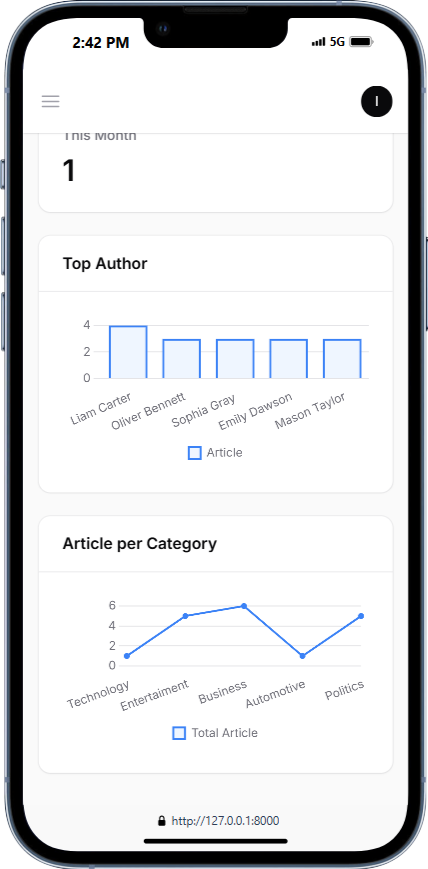 2:42 PM 5G
I
This Month
1
Top Author
4
2
0
Liam Carter
Oliver Bennett
Sophia Gray
Emily Dawson
Mason Taylor
Article
Article per Category
6
4
2
0
Technology
Entertaiment
Business
Automotive
Politics
Total Article
http://127.0.0.1:8000